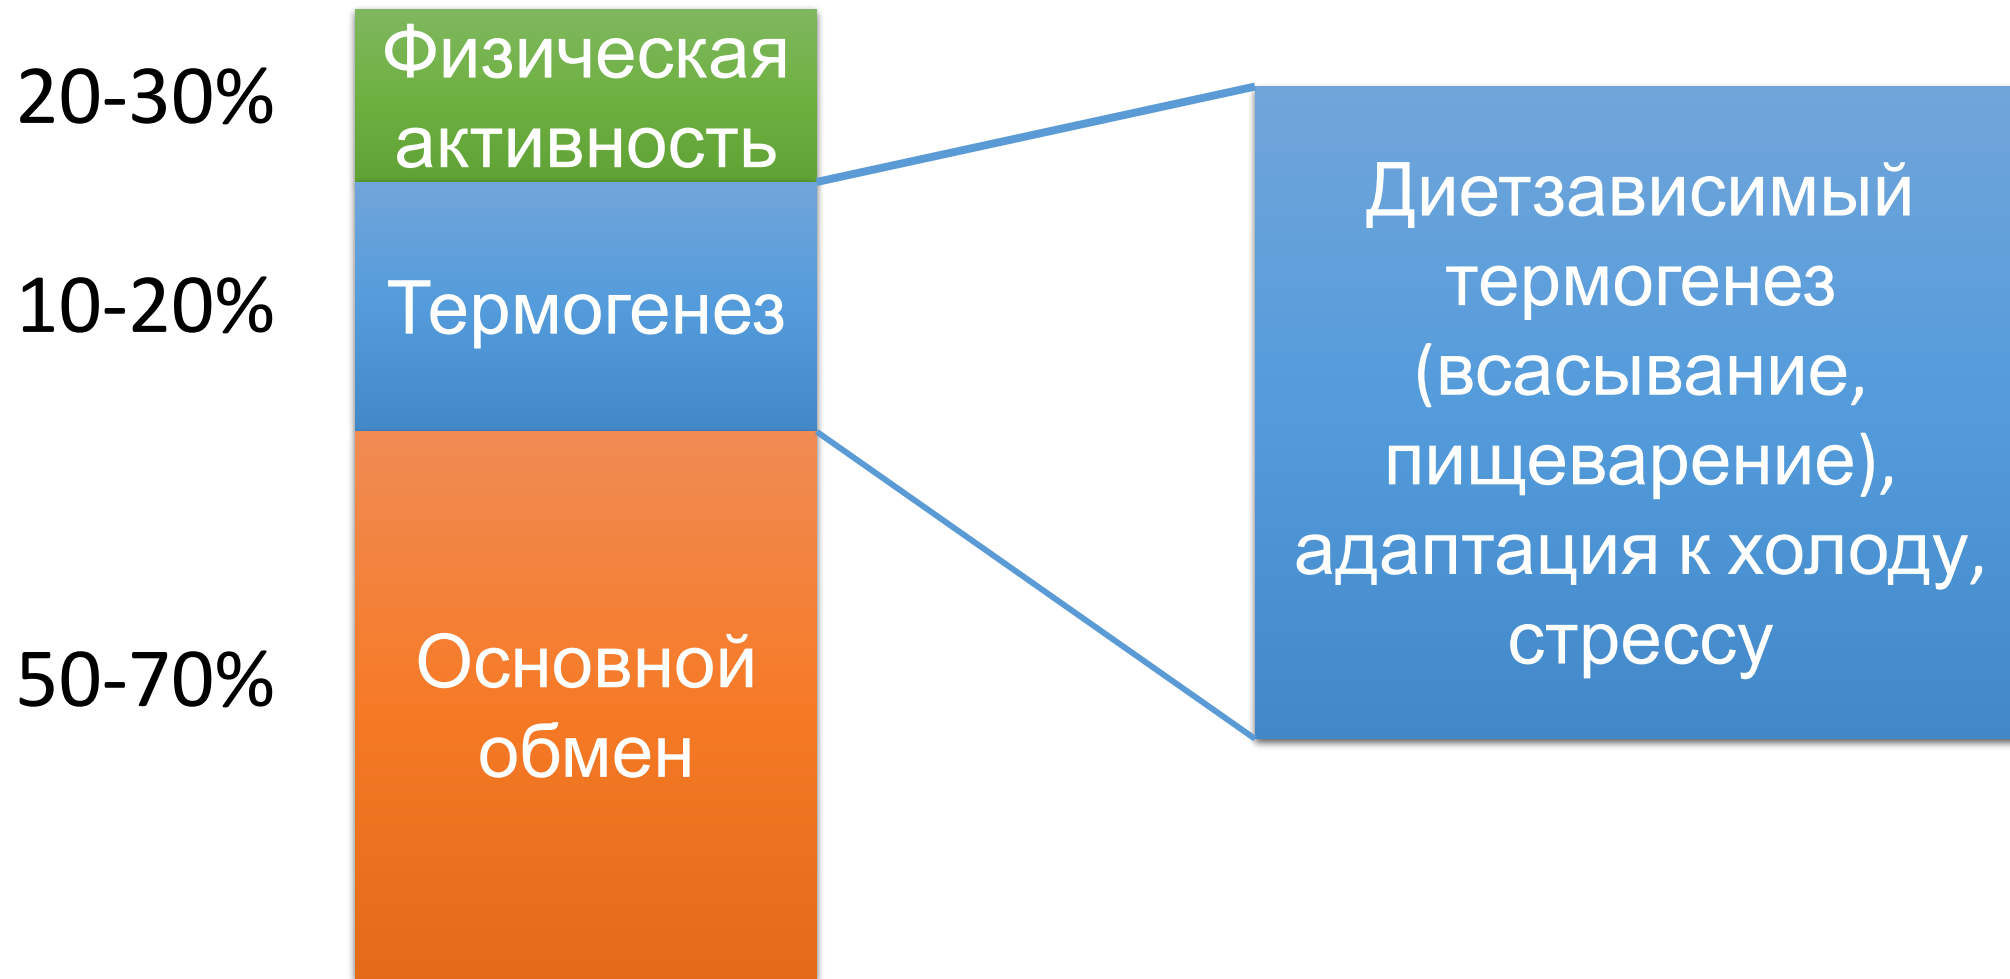 20-30%
Физическая
активность
10-20%
Термогенез
50-70%
Основной
обмен
Диетзависимый
термогенез
(всасывание,
пищеварение),
адаптация к холоду,
стрессу